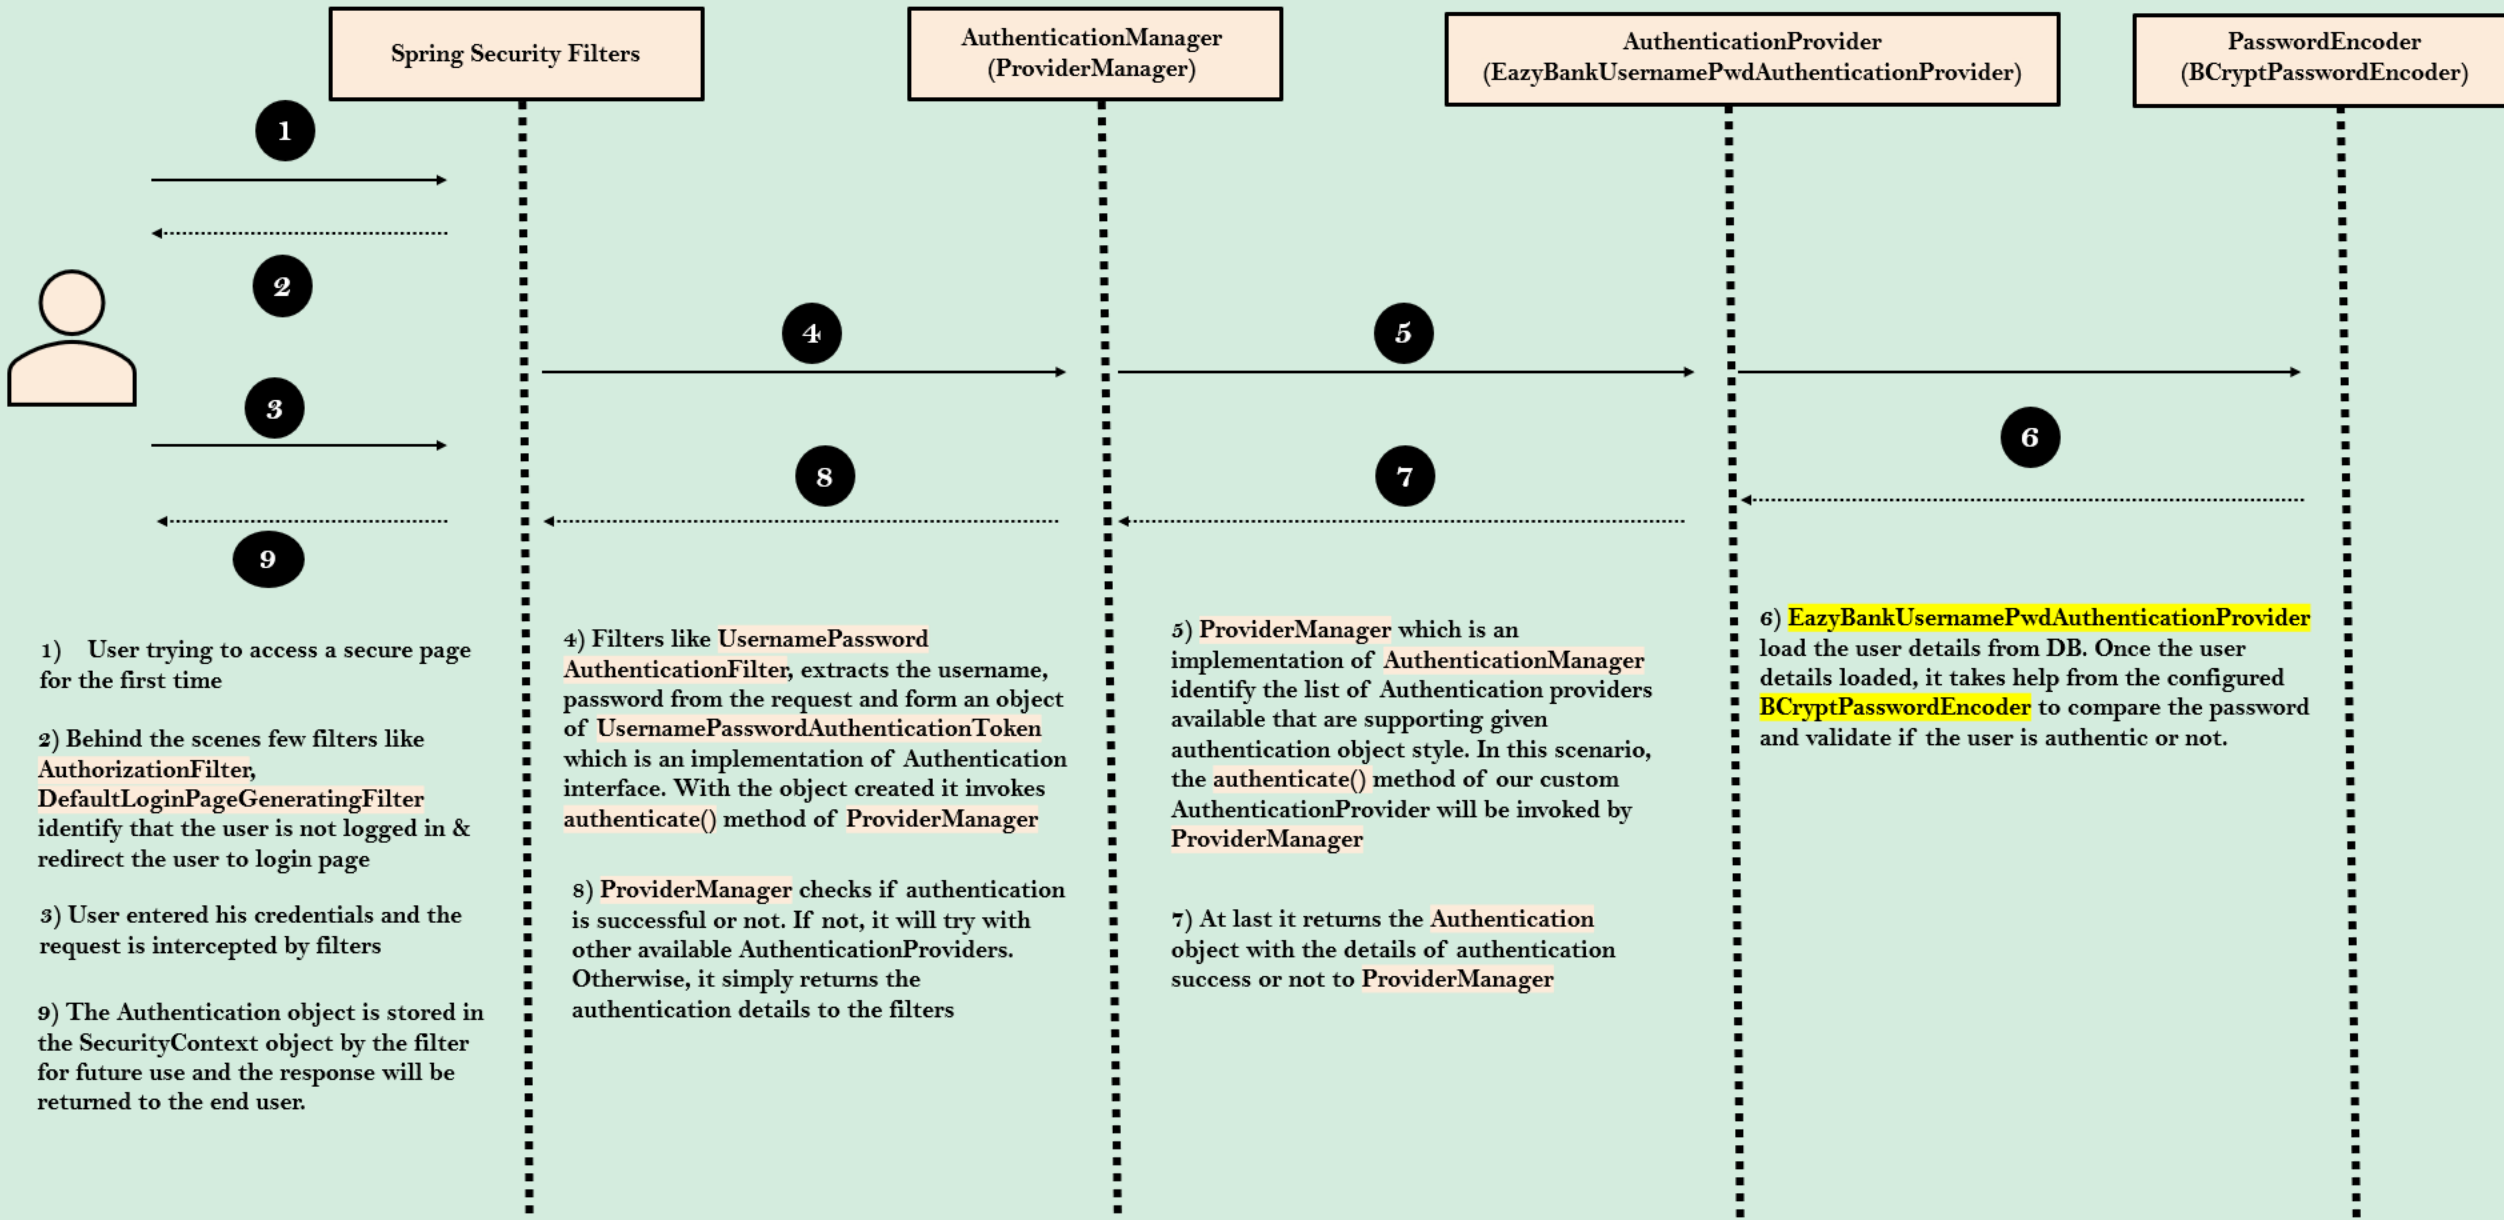 Spring Security Filters
AuthenticationManager
(ProviderManager)
AuthenticationProvider
(EazyBankUsernamePwdAuthenticationProvider)
PasswordEncoder
(BCryptPasswordEncoder)
1
2
3
4
5
6
7
8
9
1) User trying to access a secure page
for the first time
2) Behind the scenes few filters like
AuthorizationFilter,
DefaultLoginPageGeneratingFilter
identify that the user is not logged in &
redirect the user to login page
3) User entered his credentials and the
request is intercepted by filters
9) The Authentication object is stored in
the SecurityContext object by the filter
for future use and the response will be
returned to the end user.
4) Filters like UsernamePassword
AuthenticationFilter, extracts the username,
password from the request and form an object
of UsernamePasswordAuthenticationToken
which is an implementation of Authentication
interface. With the object created it invokes
authenticate() method of ProviderManager
8) ProviderManager checks if authentication
is successful or not. If not, it will try with
other available AuthenticationProviders.
Otherwise, it simply returns the
authentication details to the filters
5) ProviderManager which is an
implementation of AuthenticationManager
identify the list of Authentication providers
available that are supporting given
authentication object style. In this scenario,
the authenticate() method of our custom
AuthenticationProvider will be invoked by
ProviderManager
7) At last it returns the Authentication
object with the details of authentication
success or not to ProviderManager
6) EazyBankUsernamePwdAuthenticationProvider
load the user details from DB. Once the user
details loaded, it takes help from the configured
BCryptPasswordEncoder to compare the password
and validate if the user is authentic or not.